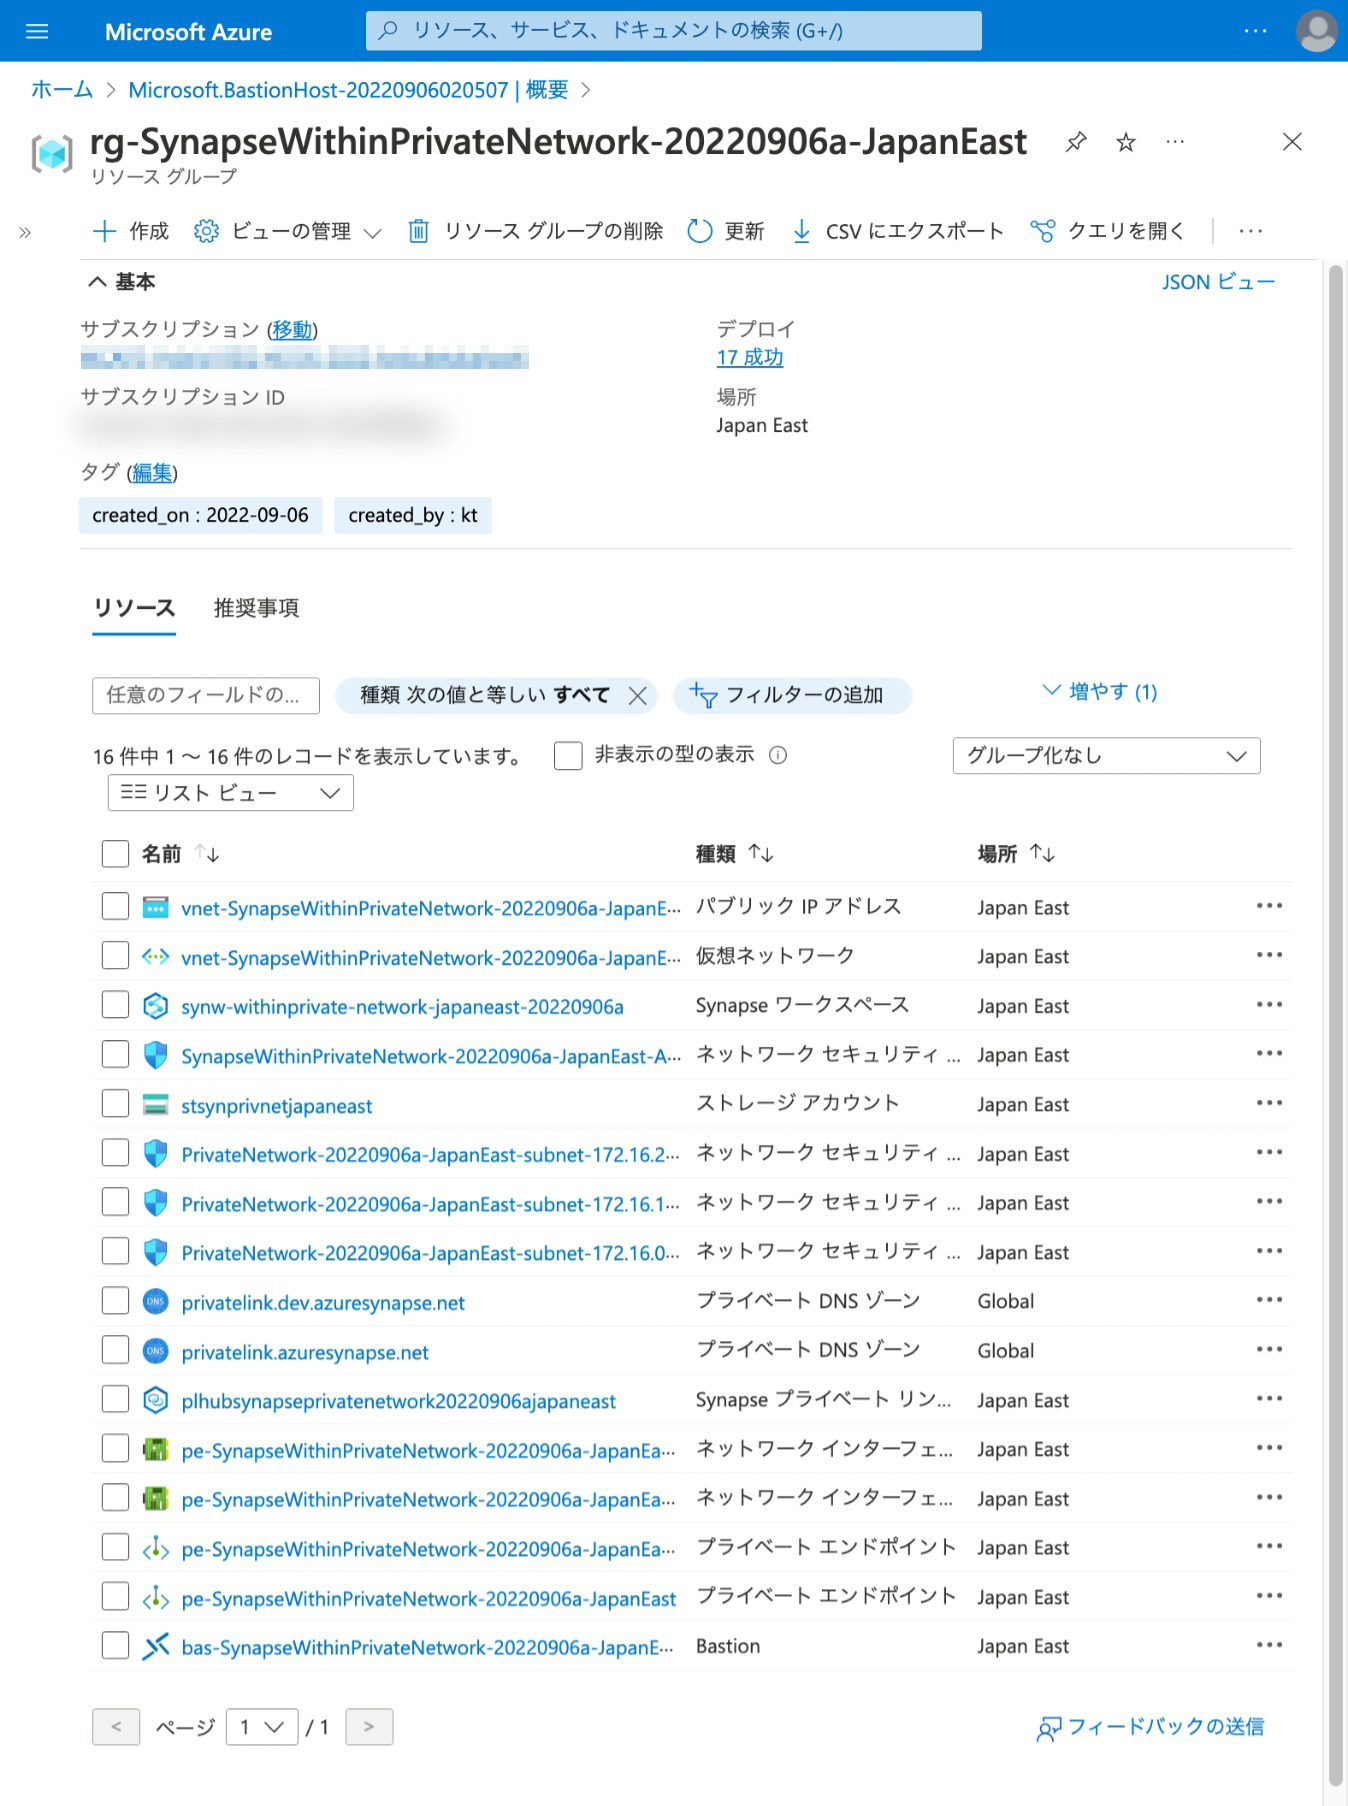 Microsoft Azure
リソース、サービス、ドキュメントの検索 (G+/)
ホーム > Microsoft.BastionHost-20220906020507 | 概要 >
rg-SynapseWithinPrivateNetwork-20220906a-JapanEast
リソース グループ
作成 ビューの管理 リソース グループの削除 更新 CSV にエクスポート クエリを開く
基本
JSON ビュー
サブスクリプション (移動)
デプロイ
17 成功
サブスクリプション ID
場所
Japan East
タグ (編集)
created_on : 2022-09-06 created_by : kt
リソース 推奨事項
任意のフィールドの... 種類 次の値と等しい すべて フィルターの追加 増やす (1)
16 件中 1 ～ 16 件のレコードを表示しています。 非表示の型の表示 グループ化なし
リスト ビュー
名前 ↑↓ 種類 ↑↓ 場所 ↑↓
vnet-SynapseWithinPrivateNetwork-20220906a-JapanE... パブリック IP アドレス Japan East
vnet-SynapseWithinPrivateNetwork-20220906a-JapanE... 仮想ネットワーク Japan East
synw-withinprivate-network-japaneast-20220906a Synapse ワークスペース Japan East
SynapseWithinPrivateNetwork-20220906a-JapanEast-A... ネットワーク セキュリティ ... Japan East
stsynprivnetjapaneast ストレージ アカウント Japan East
PrivateNetwork-20220906a-JapanEast-subnet-172.16.2... ネットワーク セキュリティ ... Japan East
PrivateNetwork-20220906a-JapanEast-subnet-172.16.1... ネットワーク セキュリティ ... Japan East
PrivateNetwork-20220906a-JapanEast-subnet-172.16.0... ネットワーク セキュリティ ... Japan East
DNS privatelink.dev.azuresynapse.net プライベート DNS ゾーン Global
DNS privatelink.azuresynapse.net プライベート DNS ゾーン Global
plhubsynapseprivatenetwork20220906ajapaneast Synapse プライベート リン... Japan East
pe-SynapseWithinPrivateNetwork-20220906a-JapanEa... ネットワーク インターフェ... Japan East
pe-SynapseWithinPrivateNetwork-20220906a-JapanEa... ネットワーク インターフェ... Japan East
pe-SynapseWithinPrivateNetwork-20220906a-JapanEa... プライベート エンドポイント Japan East
pe-SynapseWithinPrivateNetwork-20220906a-JapanEast プライベート エンドポイント Japan East
bas-SynapseWithinPrivateNetwork-20220906a-JapanE... Bastion Japan East
< ページ 1 / 1 >
フィードバックの送信